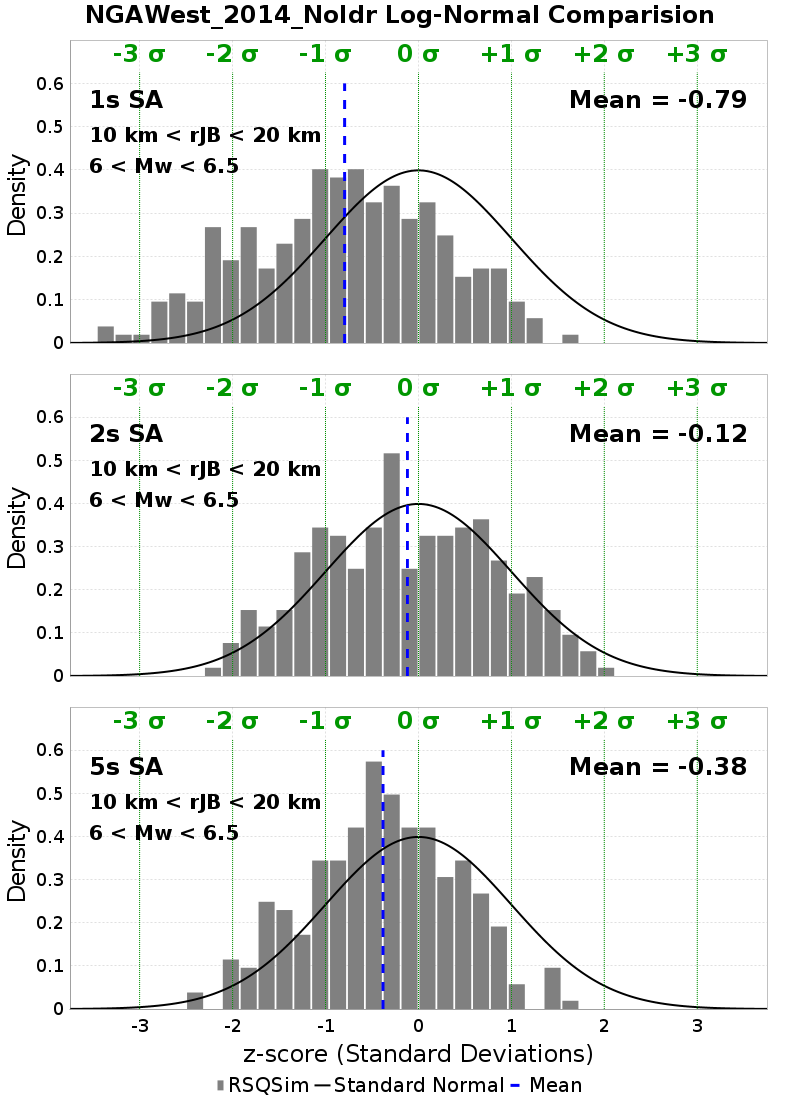 NGAWest_2014_NoIdr Log-Normal Comparision
-3 σ -2 σ -1 σ 0 σ +1 σ +2 σ +3 σ
1s SA
Mean = -0.79
10 km < rJB < 20 km
6 < Mw < 6.5
Density
0.6
0.5
0.4
0.3
0.2
0.1
0
-3 σ -2 σ -1 σ 0 σ +1 σ +2 σ +3 σ
2s SA
Mean = -0.12
10 km < rJB < 20 km
6 < Mw < 6.5
Density
0.6
0.5
0.4
0.3
0.2
0.1
0
-3 σ -2 σ -1 σ 0 σ +1 σ +2 σ +3 σ
5s SA
Mean = -0.38
10 km < rJB < 20 km
6 < Mw < 6.5
Density
0.6
0.5
0.4
0.3
0.2
0.1
0
-3 -2 -1 0 1 2 3
z-score (Standard Deviations)
RSQSim Standard Normal Mean